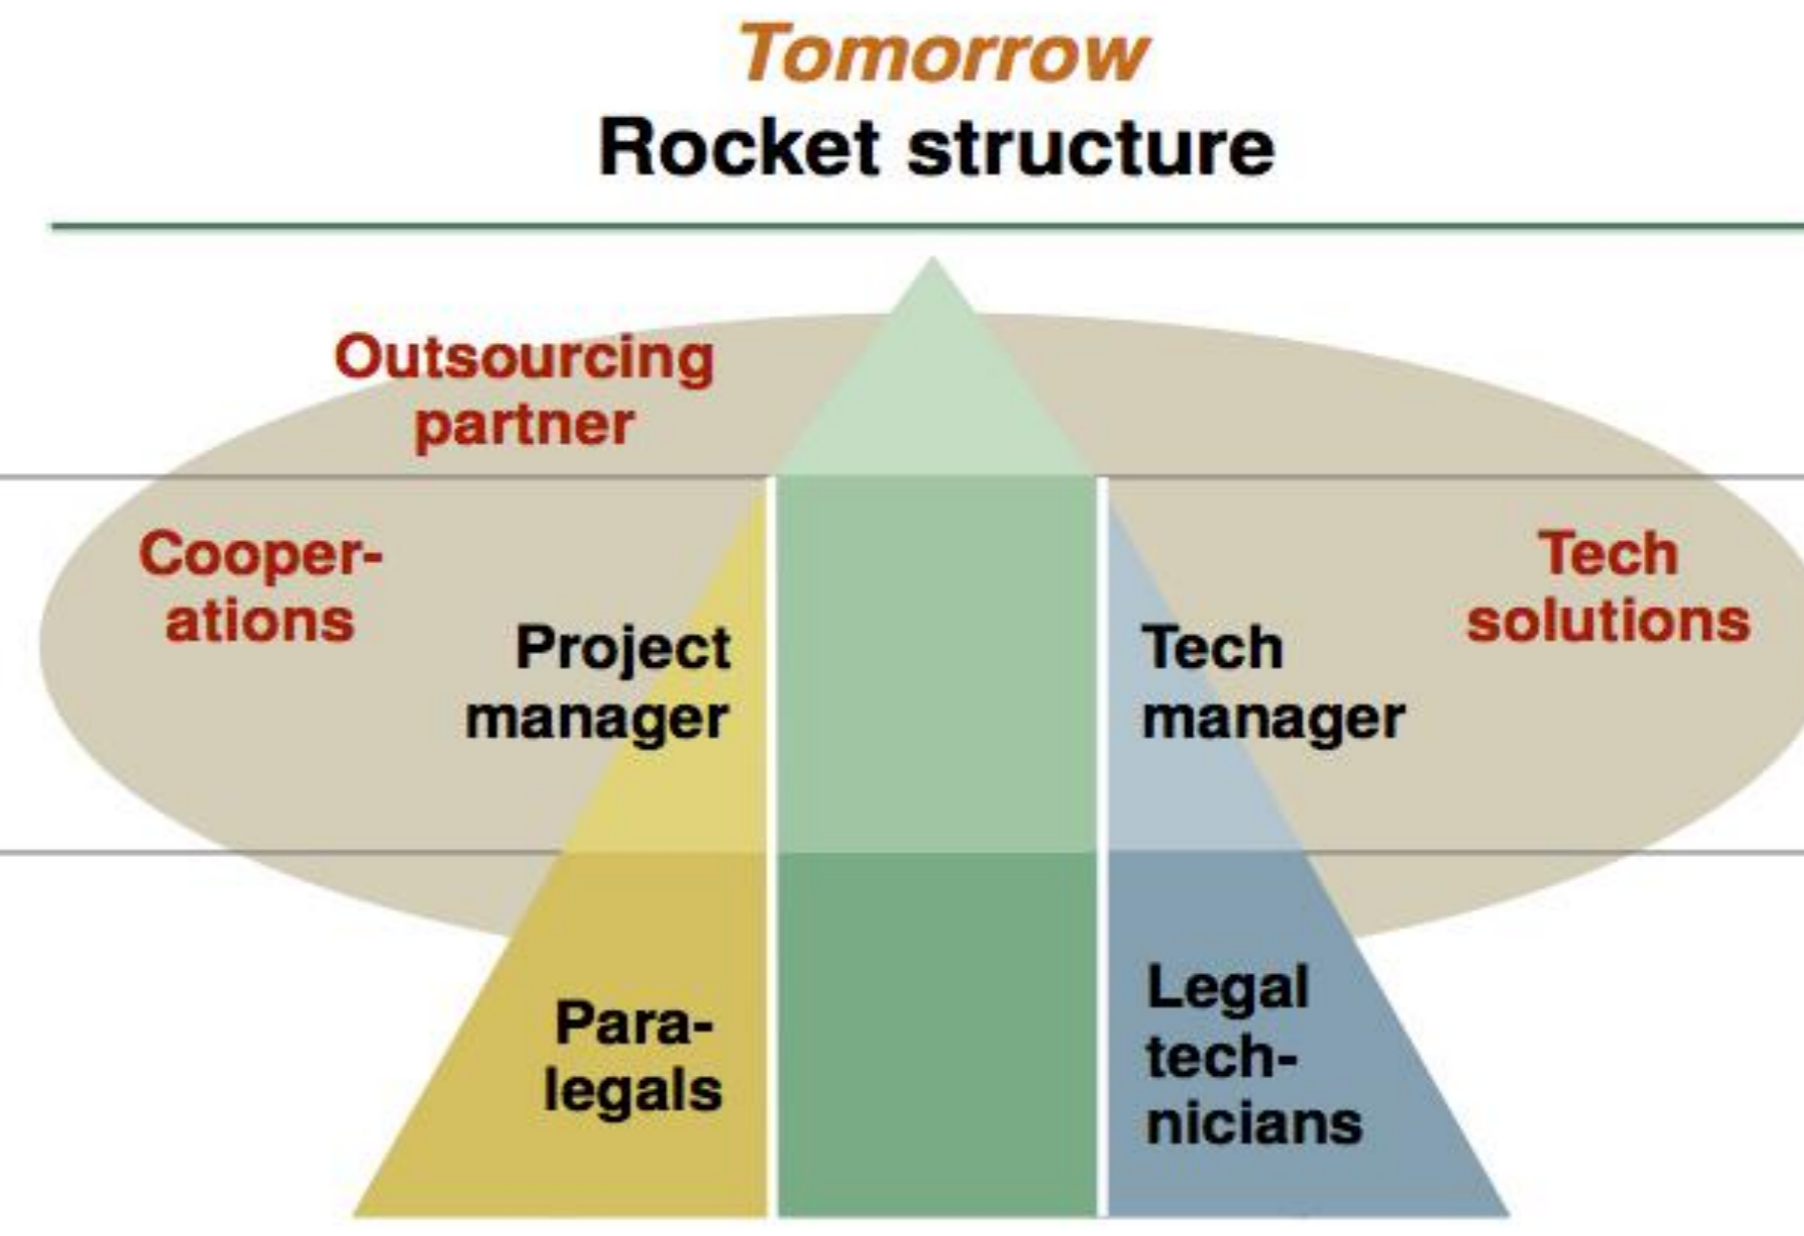 Tomorrow
Rocket structure
Outsourcing
partner
Cooper-
ations
Tech
solutions
Project
manager
Tech
manager
Para-
legals
Legal
tech-
nicians